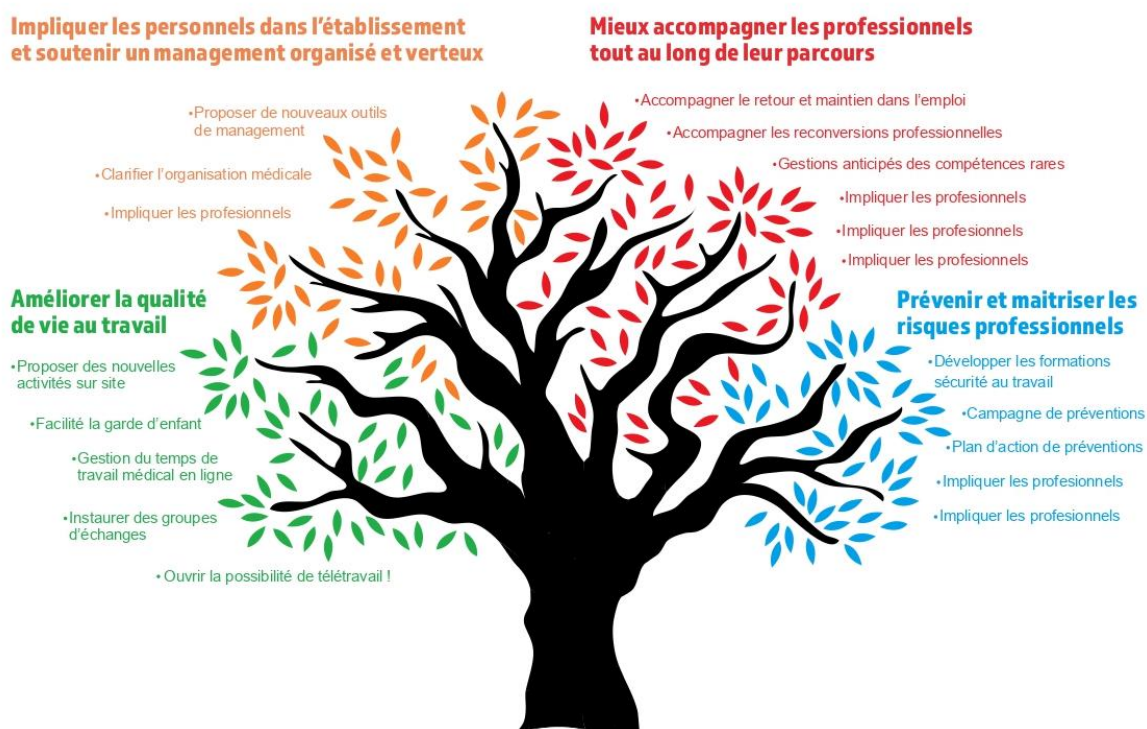 Impliquer les personnels dans l'établissement
et soutenir un management organisé et verteux
•Proposer de nouveaux outils
de management
•Clarifier l'organisation médicale
•Impliquer les profesionnels
Mieux accompagner les professionnels
tout au long de leur parcours
•Accompagner le retour et maintien dans l'emploi
•Accompagner les reconversions professionnelles
•Gestions anticipés des compétences rares
•Impliquer les profesionnels
•Impliquer les profesionnels
•Impliquer les profesionnels
Améliorer la qualité
de vie au travail
•Proposer des nouvelles
activités sur site
•Facilité la garde d'enfant
•Gestion du temps de
travail médical en ligne
•Instaurer des groupes
d'échanges
•Ouvrir la possibilité de télétravail !
Prévenir et maitriser les
risques professionnels
•Développer les formations
sécurité au travail
•Campagne de préventions
•Plan d'action de préventions
•Impliquer les profesionnels
•Impliquer les profesionnels